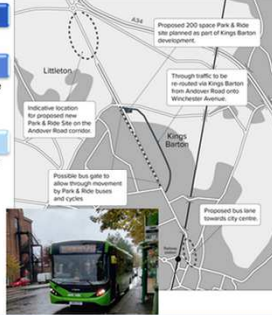 A34
Proposed 200 space Park & Ride
site planned as part of Kings Barton
development.
Littleton
Through traffic to
be re-routed via Kings Barton
from Andover Road onto
Winchester Avenue.
Indicative location
for proposed new
Park & Ride Site on the
Andover Road corridor.
Kings
Barton
Possible bus gate to
allow through movement
by Park & Ride buses
and cycles
Proposed bus lane
towards city centre.
Railway
station